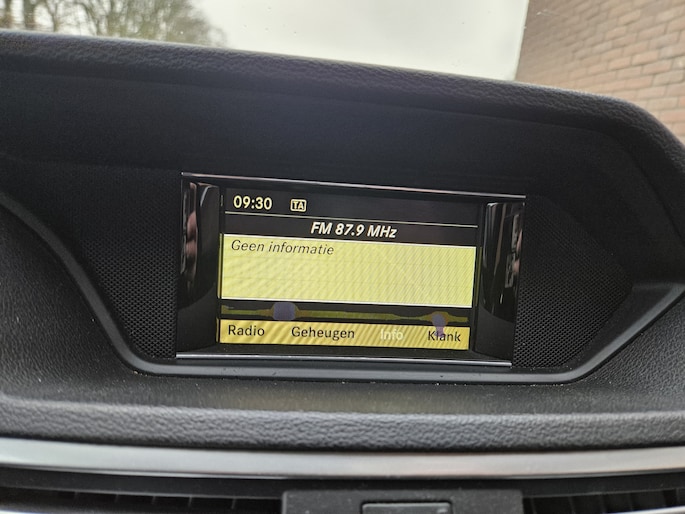 09:30 TA
FM 87.9 MHz
Geen informatie
Radio Geheugen Info Klank